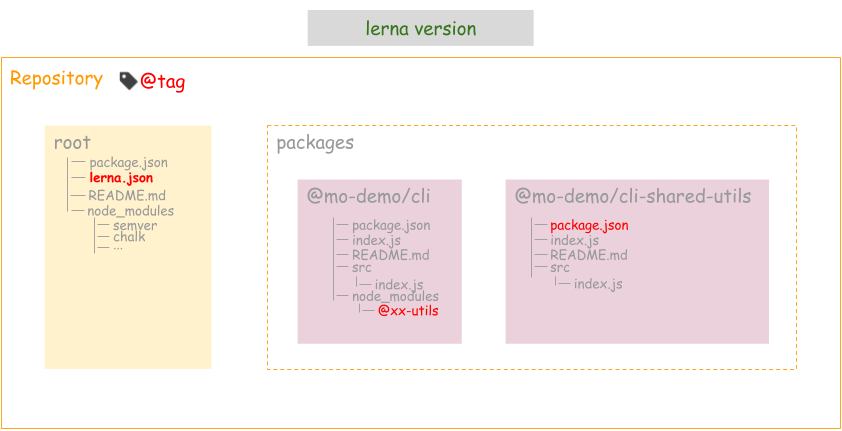 lerna version
Repository @tag
root
package.json
lerna.json
README.md
node_modules
semver
chalk
...
packages
@mo-demo/cli
package.json
index.js
README.md
src
index.js
node_modules
@xx-utils
@mo-demo/cli-shared-utils
package.json
index.js
README.md
src
index.js